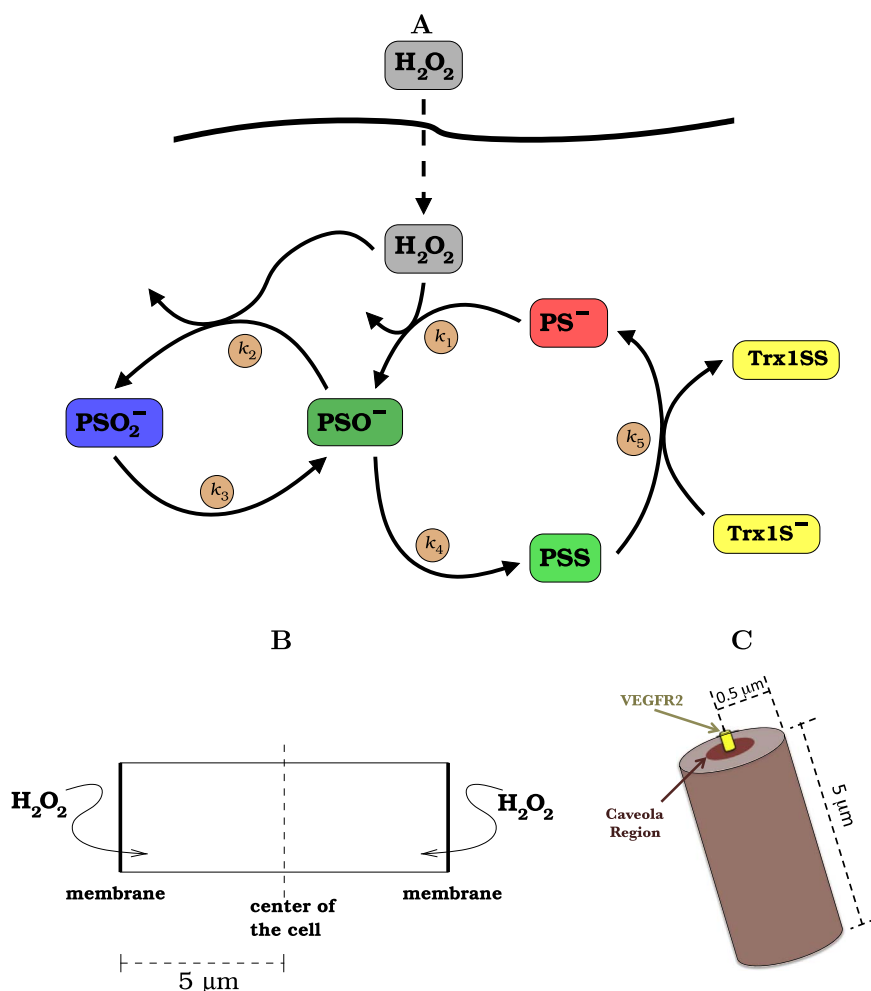 A
H₂O₂
H₂O₂
PS⁻
k₁
k₂
Trx1SS
PSO₂⁻
PSO⁻
k₅
k₃
Trx1S⁻
k₄
PSS
B
C
0.5 μm
VEGFR2
5 μm
H₂O₂
H₂O₂
Caveola
Region
membrane
membrane
center of
the cell
5 μm